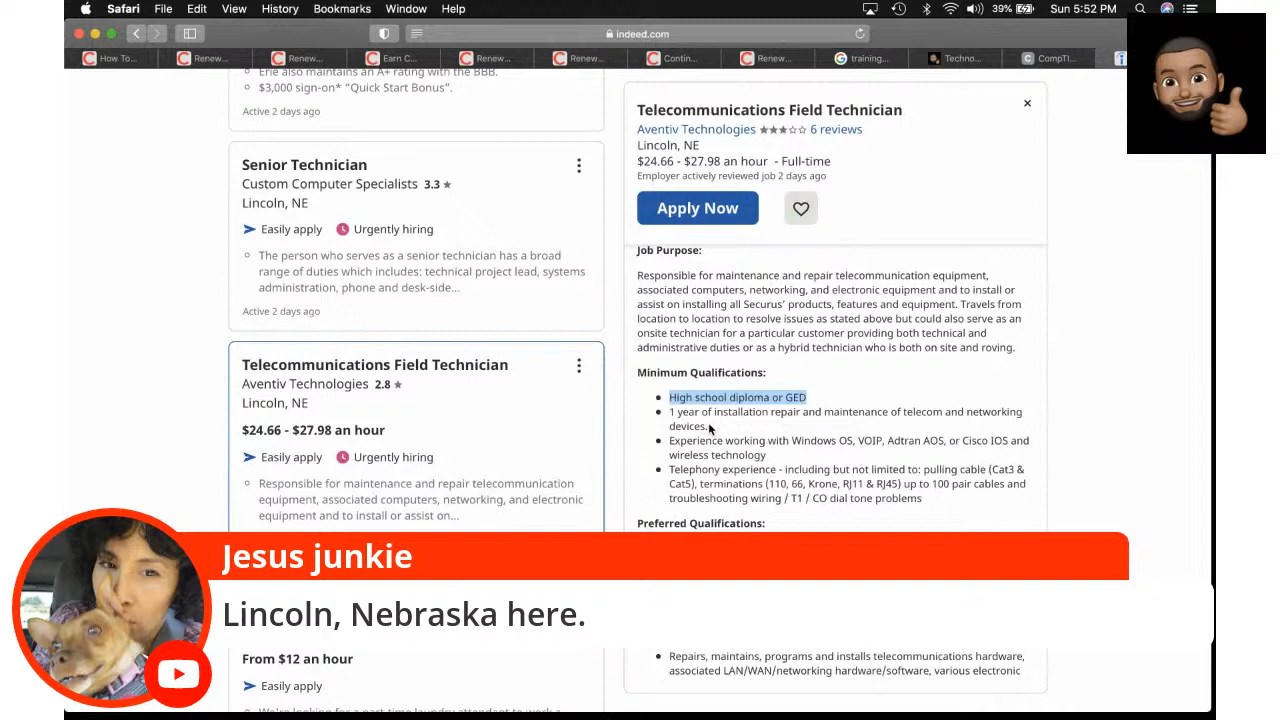 Safari File Edit View History Bookmarks Window Help
39% Sun 5:52 PM
indeed.com
How To...
Renew...
Renew...
Earn C...
Renew...
Renew...
Contin...
Renew...
training...
Techno...
CompTI...
Erie also maintains an A+ rating with the BBB.
$3,000 sign-on* “Quick Start Bonus”.
Active 2 days ago
Senior Technician
Custom Computer Specialists 3.3
Lincoln, NE
Easily apply Urgently hiring
The person who serves as a senior technician has a broad
range of duties which includes: technical project lead, systems
administration, phone and desk-side...
Active 2 days ago
Telecommunications Field Technician
Aventiv Technologies 2.8
Lincoln, NE
$24.66 - $27.98 an hour
Easily apply Urgently hiring
Responsible for maintenance and repair telecommunication
equipment, associated computers, networking, and electronic
equipment and to install or assist on...
From $12 an hour
Easily apply
We're looking for a part-time laundry attendant to work a
Telecommunications Field Technician
Aventiv Technologies 6 reviews
Lincoln, NE
$24.66 - $27.98 an hour - Full-time
Employer actively reviewed job 2 days ago
Apply Now
Job Purpose:
Responsible for maintenance and repair telecommunication equipment,
associated computers, networking, and electronic equipment and to install or
assist on installing all Securus’ products, features and equipment. Travels from
location to location to resolve issues as stated above but could also serve as an
onsite technician for a particular customer providing both technical and
administrative duties or as a hybrid technician who is both on site and roving.
Minimum Qualifications:
High school diploma or GED
1 year of installation repair and maintenance of telecom and networking
devices.
Experience working with Windows OS, VOIP, Adtran AOS, or Cisco IOS and
wireless technology
Telephony experience - including but not limited to: pulling cable (Cat3 &
Cat5), terminations (110, 66, Krone, RJ11 & RJ45) up to 100 pair cables and
troubleshooting wiring / T1 / CO dial tone problems
Preferred Qualifications:
Repairs, maintains, programs and installs telecommunications hardware,
associated LAN/WAN/networking hardware/software, various electronic
Jesus junkie
Lincoln, Nebraska here.